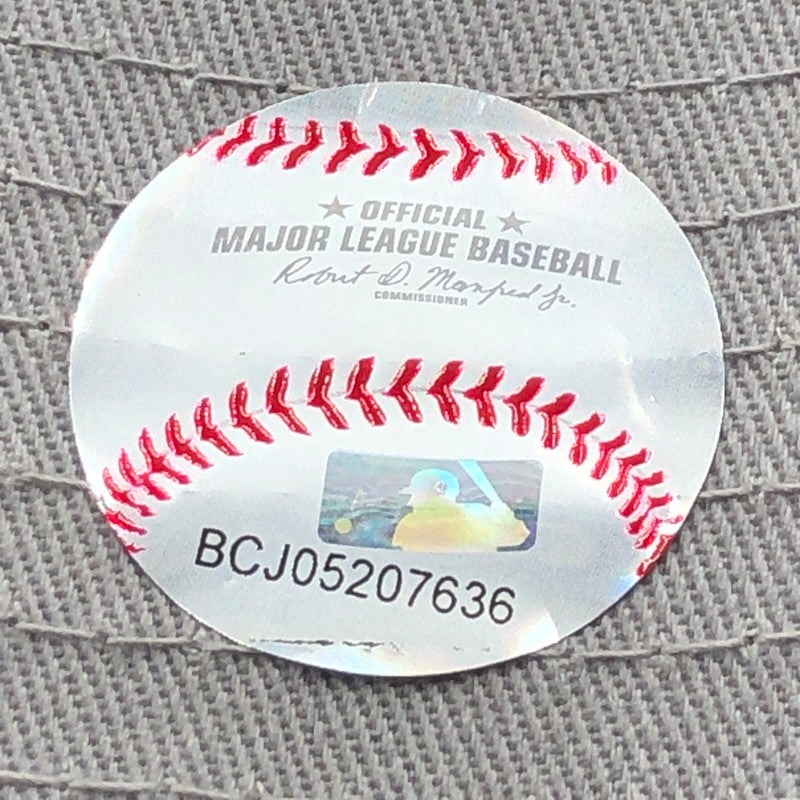 ★ OFFICIAL ★
MAJOR LEAGUE BASEBALL
Robert D. Manfred Jr.
COMMISSIONER
BCJ05207636